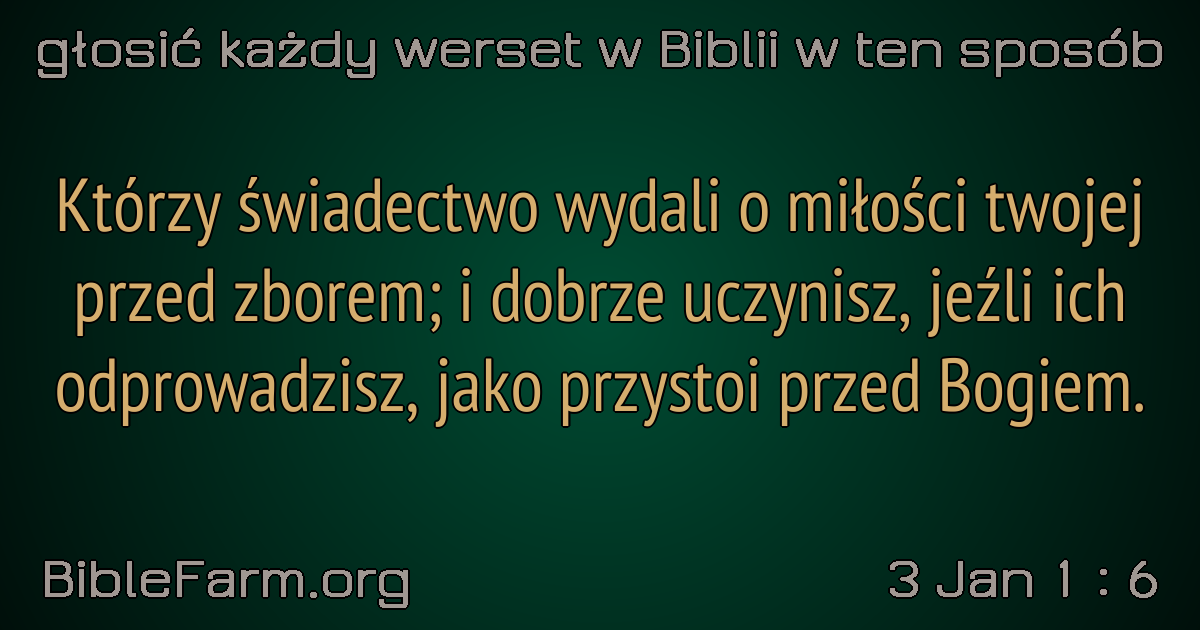 głosić każdy werset w Biblii w ten sposób
Którzy świadectwo wydali o miłości twojej
przed zborem; i dobrze uczynisz, jeźli ich
odprowadzisz, jako przystoi przed Bogiem.
BibleFarm.org
3 Jan 1 : 6